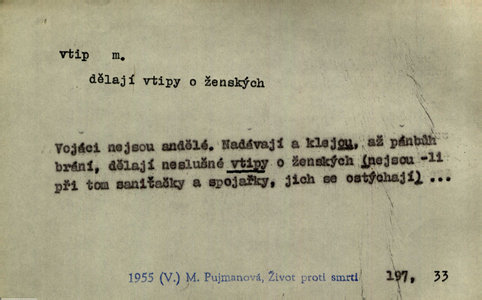 vtip m.
dělají vtipy o ženských
Vojáci nejsou andělé. Nadávají a klejou, až pánbůh
brání, dělají neslušné vtipy o ženských (nejsou -li
při tom sanitačky a spojařky, jich se ostýchají) ...
1955 (V.) M. Pujmanová, Život proti smrti 197, 33